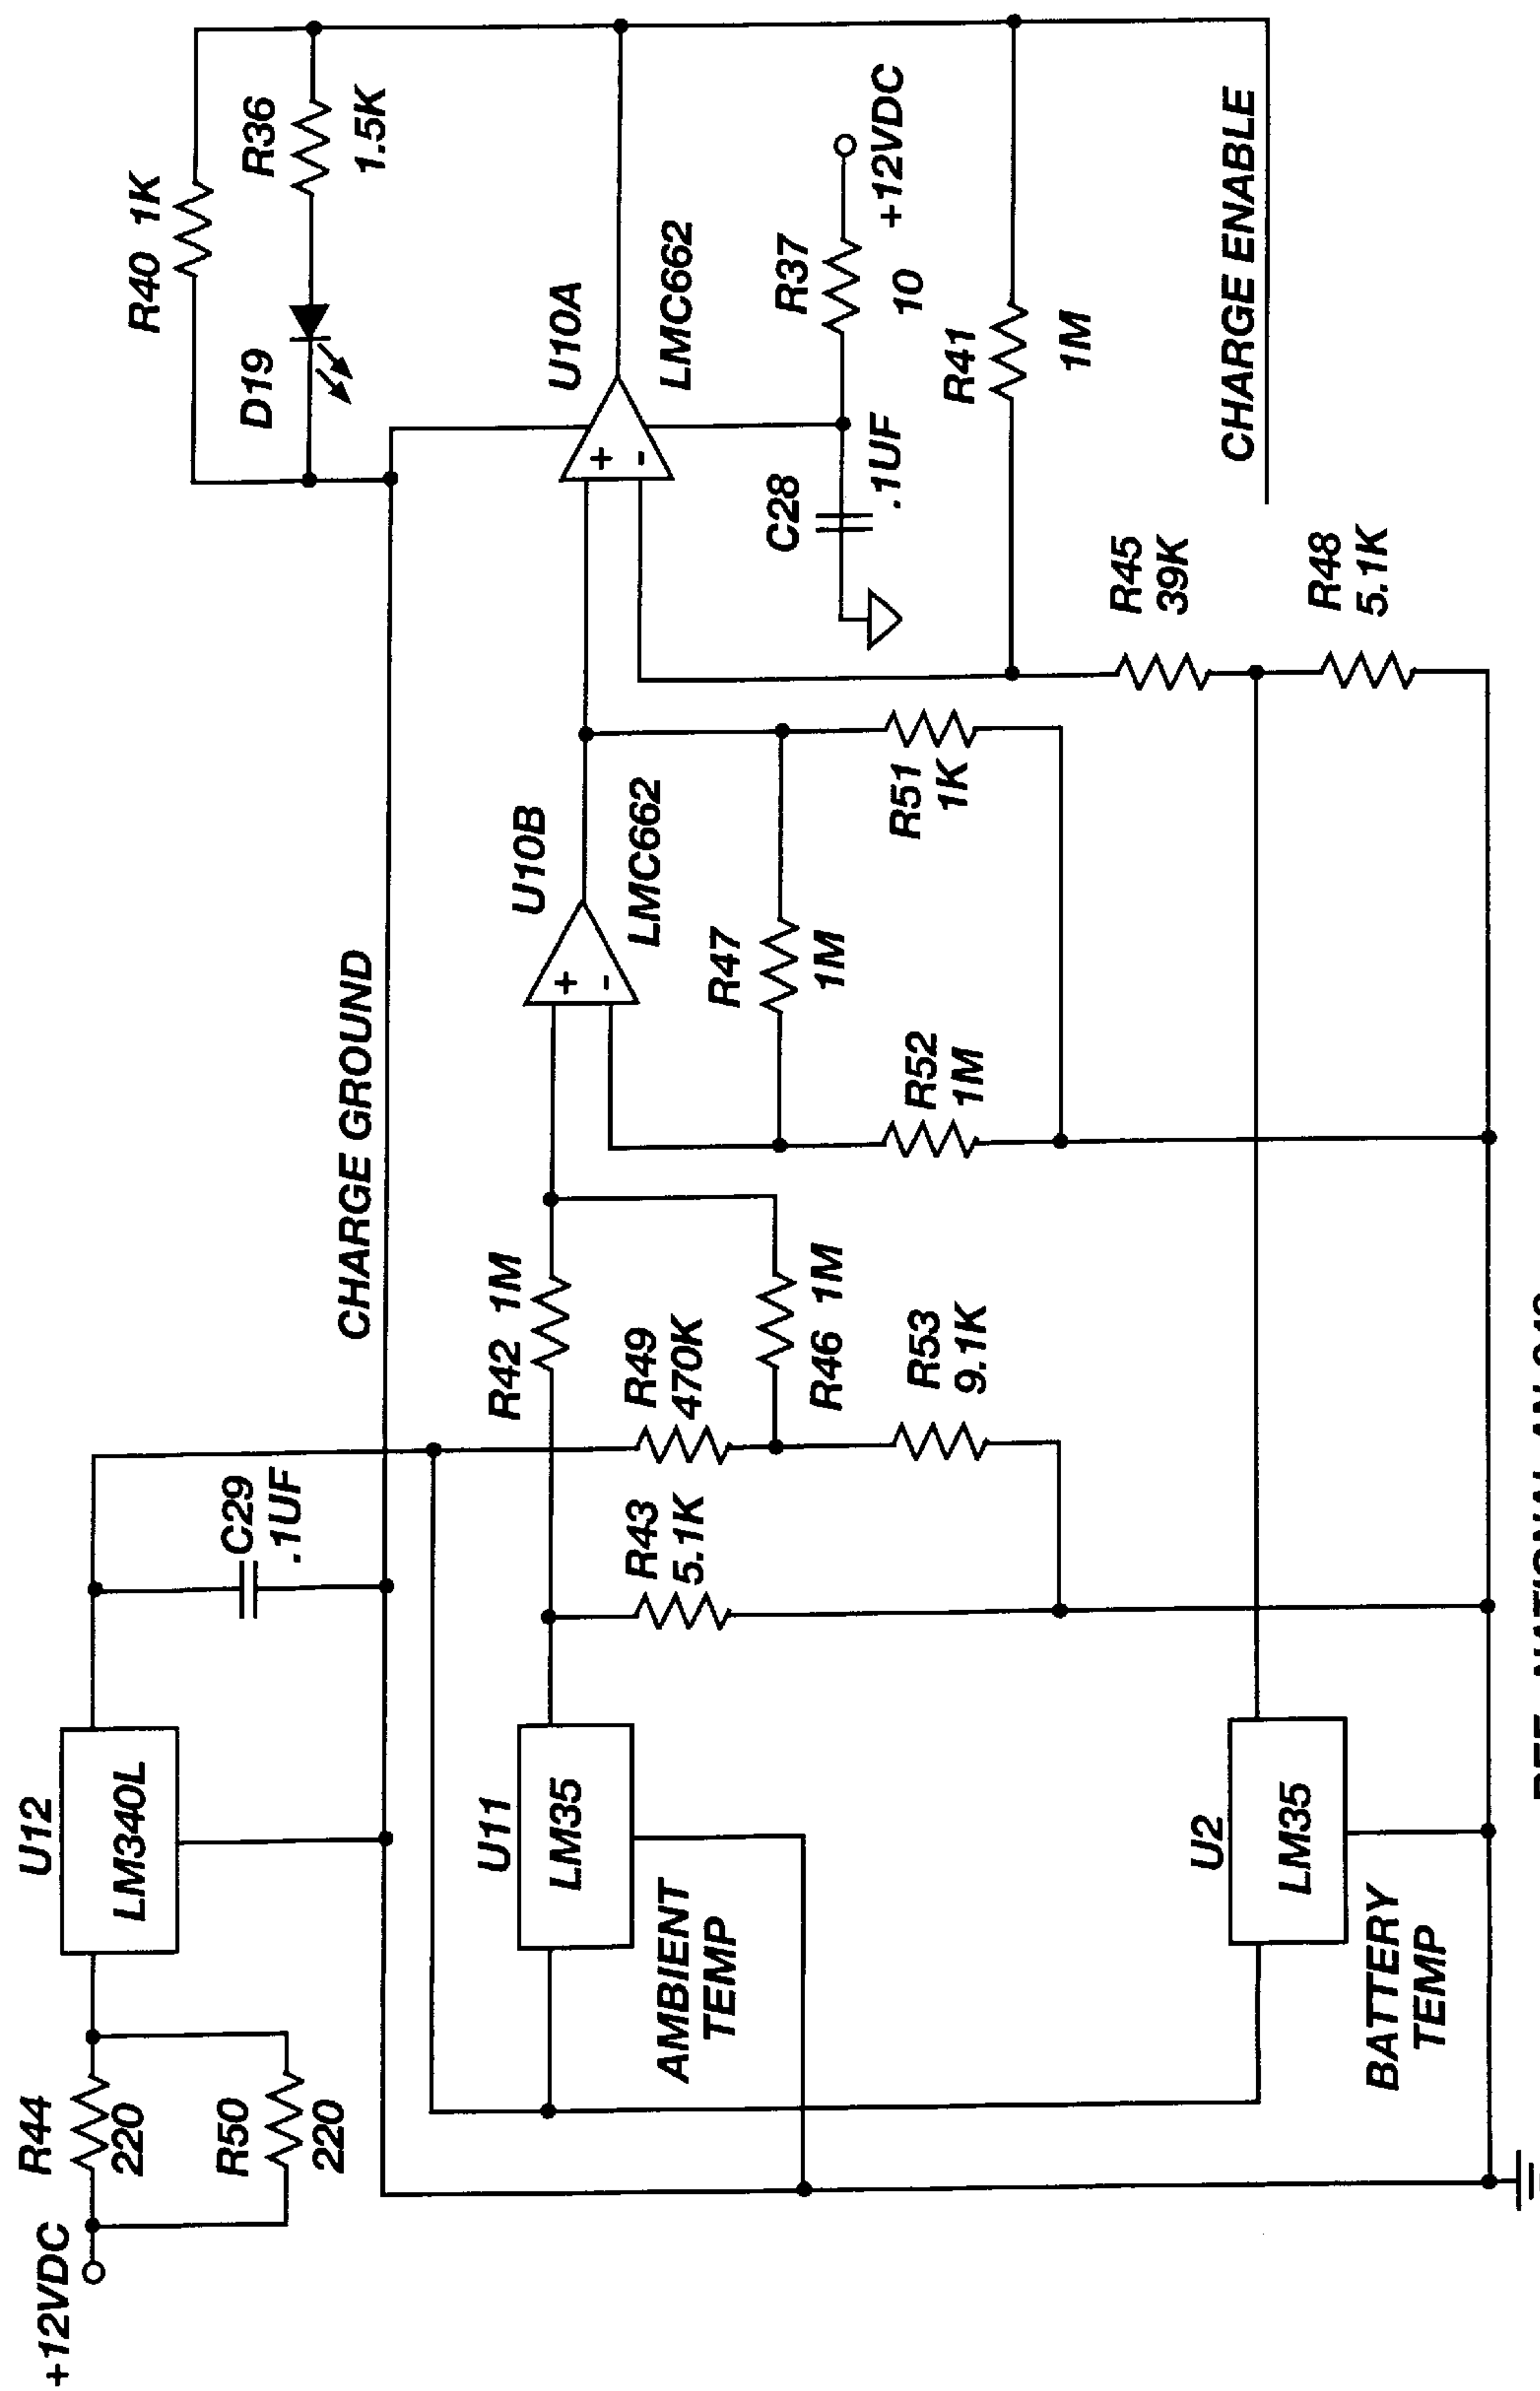 +12VDC
R44
220
R50
220
U12
LM340L
C29
.1UF
CHARGE GROUND
R40 1K
D19
R36
1.5K
U11
LM35
AMBIENT
TEMP
R42 1M
R43
5.1K
R49
470K
R46 1M
R53
9.1K
U10B
LMC662
+
-
R47
1M
R52
1M
R51
1K
U10A
LMC662
+
-
C28
.1UF
R37
10
+12VDC
R41
1M
R45
39K
R48
5.1K
CHARGE ENABLE
U2
LM35
BATTERY
TEMP